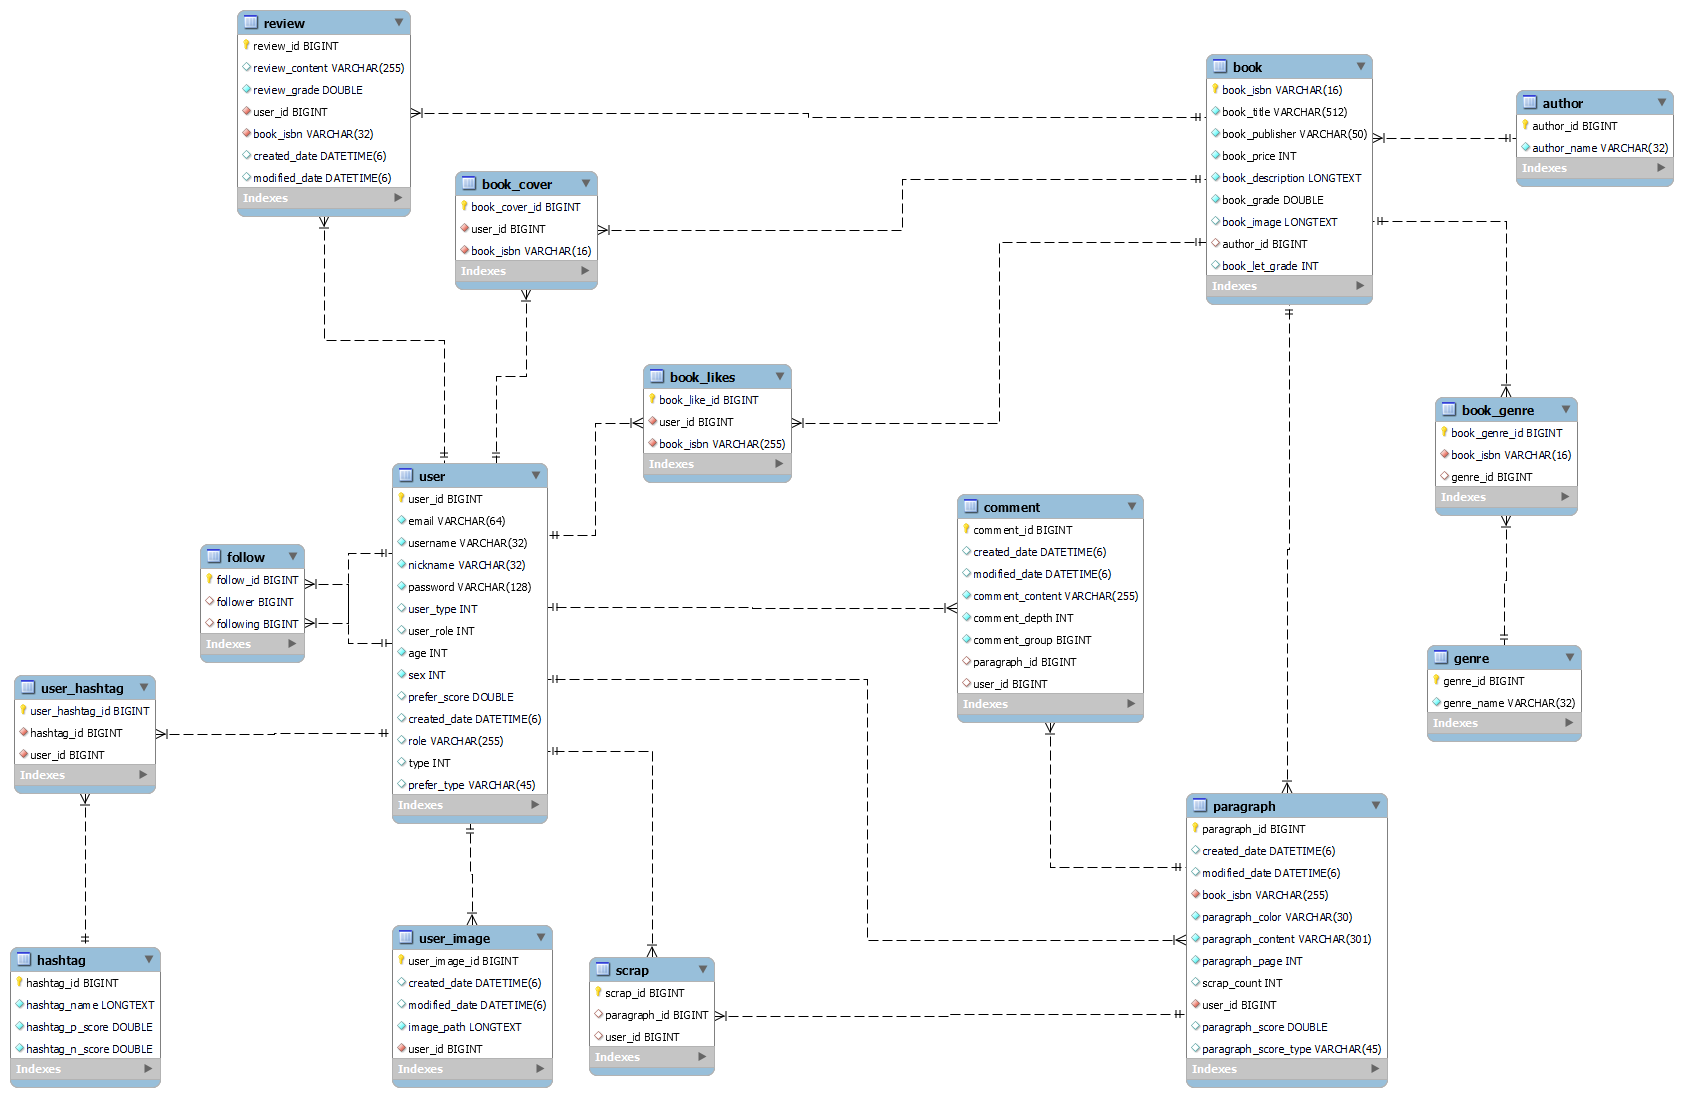 review
review_id BIGINT
review_content VARCHAR(255)
review_grade DOUBLE
user_id BIGINT
book_isbn VARCHAR(32)
created_date DATETIME(6)
modified_date DATETIME(6)
Indexes
book
book_isbn VARCHAR(16)
book_title VARCHAR(512)
book_publisher VARCHAR(50)
book_price INT
book_description LONGTEXT
book_grade DOUBLE
book_image LONGTEXT
author_id BIGINT
book_let_grade INT
Indexes
author
author_id BIGINT
author_name VARCHAR(32)
Indexes
book_cover
book_cover_id BIGINT
user_id BIGINT
book_isbn VARCHAR(16)
Indexes
book_likes
book_like_id BIGINT
user_id BIGINT
book_isbn VARCHAR(255)
Indexes
book_genre
book_genre_id BIGINT
book_isbn VARCHAR(16)
genre_id BIGINT
Indexes
user
user_id BIGINT
email VARCHAR(64)
username VARCHAR(32)
nickname VARCHAR(32)
password VARCHAR(128)
user_type INT
user_role INT
age INT
sex INT
prefer_score DOUBLE
created_date DATETIME(6)
role VARCHAR(255)
type INT
prefer_type VARCHAR(45)
Indexes
comment
comment_id BIGINT
created_date DATETIME(6)
modified_date DATETIME(6)
comment_content VARCHAR(255)
comment_depth INT
comment_group BIGINT
paragraph_id BIGINT
user_id BIGINT
Indexes
follow
follow_id BIGINT
follower BIGINT
following BIGINT
Indexes
genre
genre_id BIGINT
genre_name VARCHAR(32)
Indexes
user_hashtag
user_hashtag_id BIGINT
hashtag_id BIGINT
user_id BIGINT
Indexes
paragraph
paragraph_id BIGINT
created_date DATETIME(6)
modified_date DATETIME(6)
book_isbn VARCHAR(255)
paragraph_color VARCHAR(30)
paragraph_content VARCHAR(301)
paragraph_page INT
scrap_count INT
user_id BIGINT
paragraph_score DOUBLE
paragraph_score_type VARCHAR(45)
Indexes
user_image
user_image_id BIGINT
created_date DATETIME(6)
modified_date DATETIME(6)
image_path LONGTEXT
user_id BIGINT
Indexes
hashtag
hashtag_id BIGINT
hashtag_name LONGTEXT
hashtag_p_score DOUBLE
hashtag_n_score DOUBLE
Indexes
scrap
scrap_id BIGINT
paragraph_id BIGINT
user_id BIGINT
Indexes